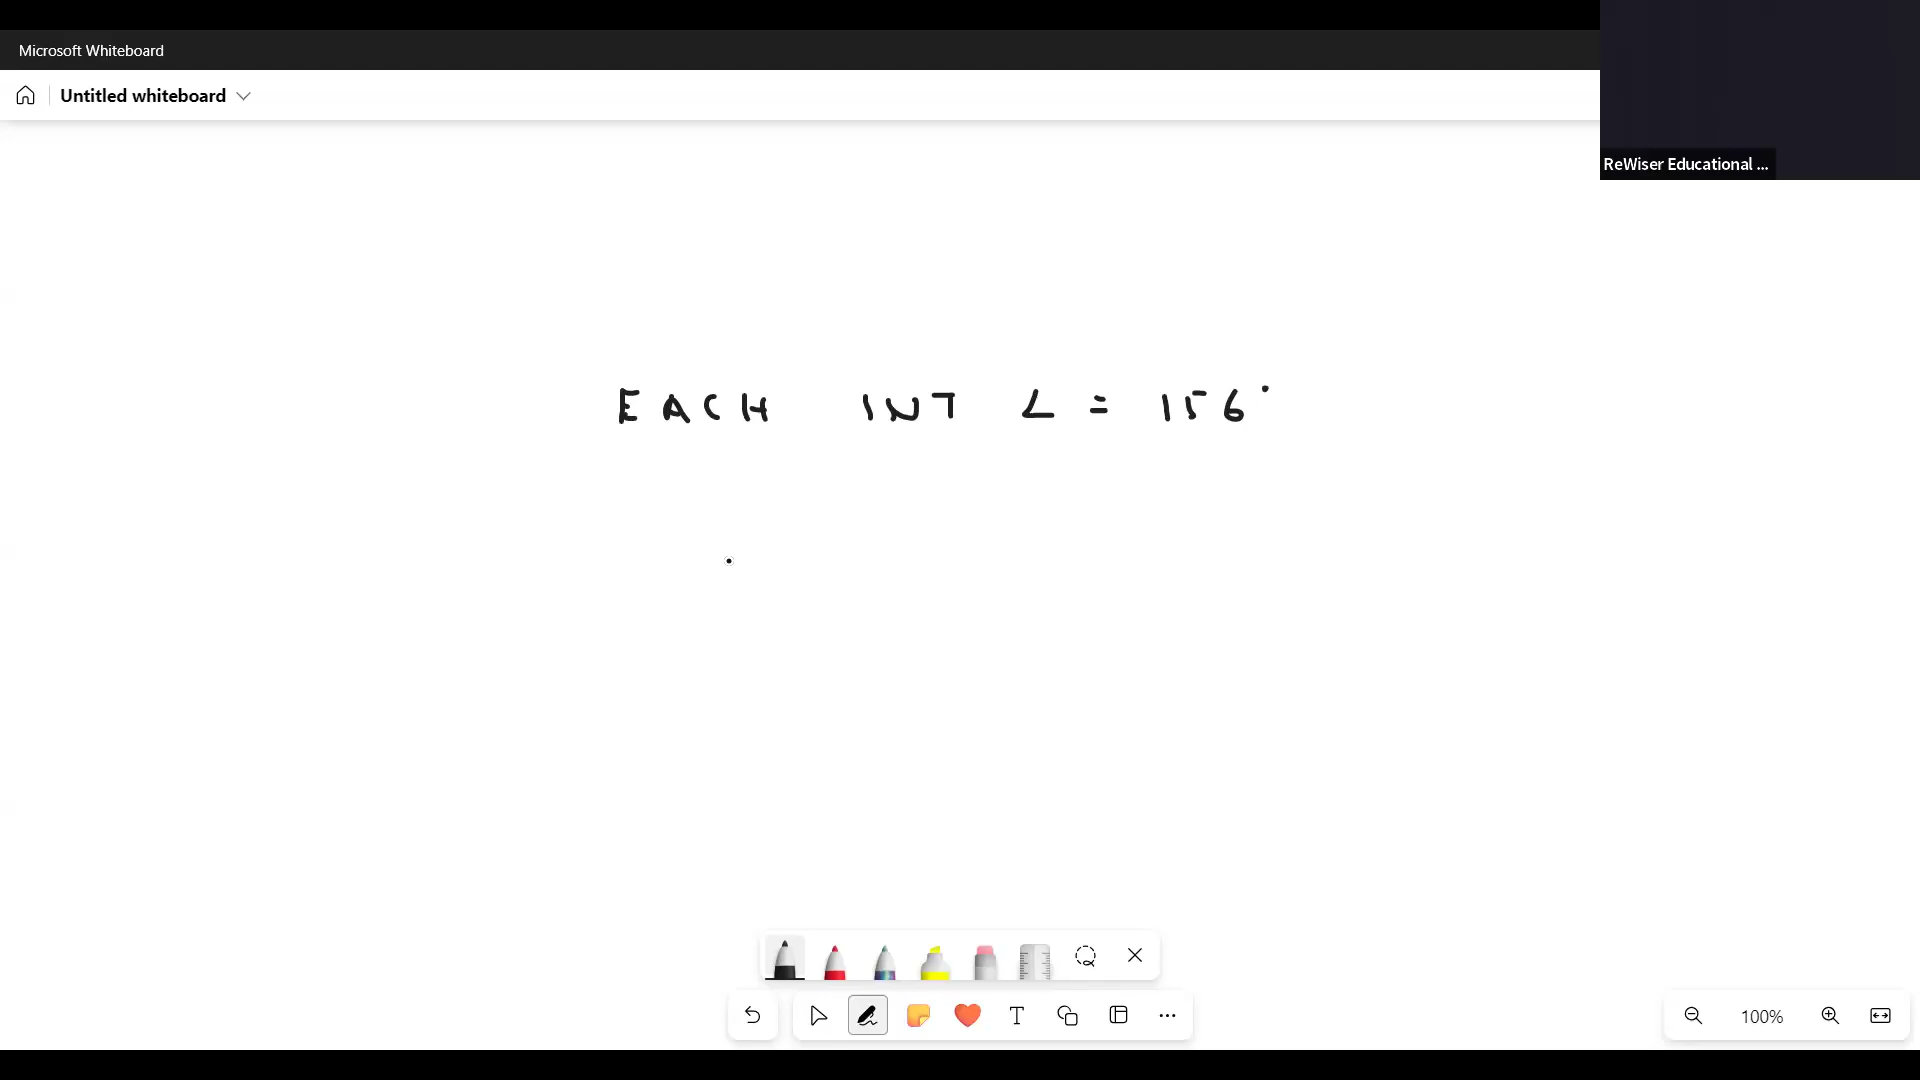 Microsoft Whiteboard
Untitled whiteboard
ReWiser Educational ...
EACH INT ∠ = 156°
100%